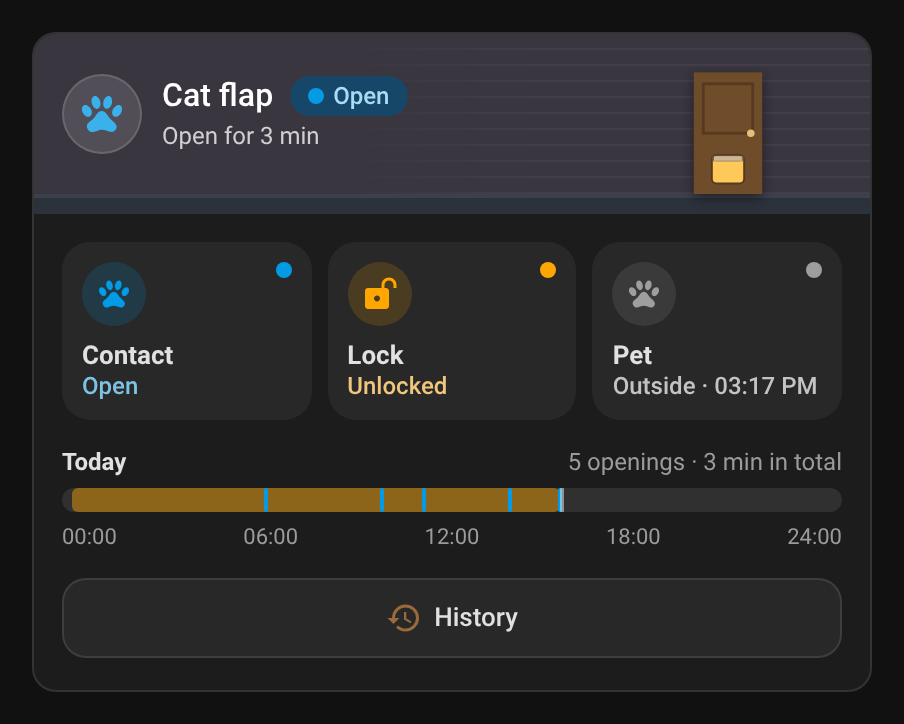 Cat flap
Open
Open for 3 min
Contact
Open
Lock
Unlocked
Pet
Outside · 03:17 PM
Today
5 openings · 3 min in total
00:00
06:00
12:00
18:00
24:00
History